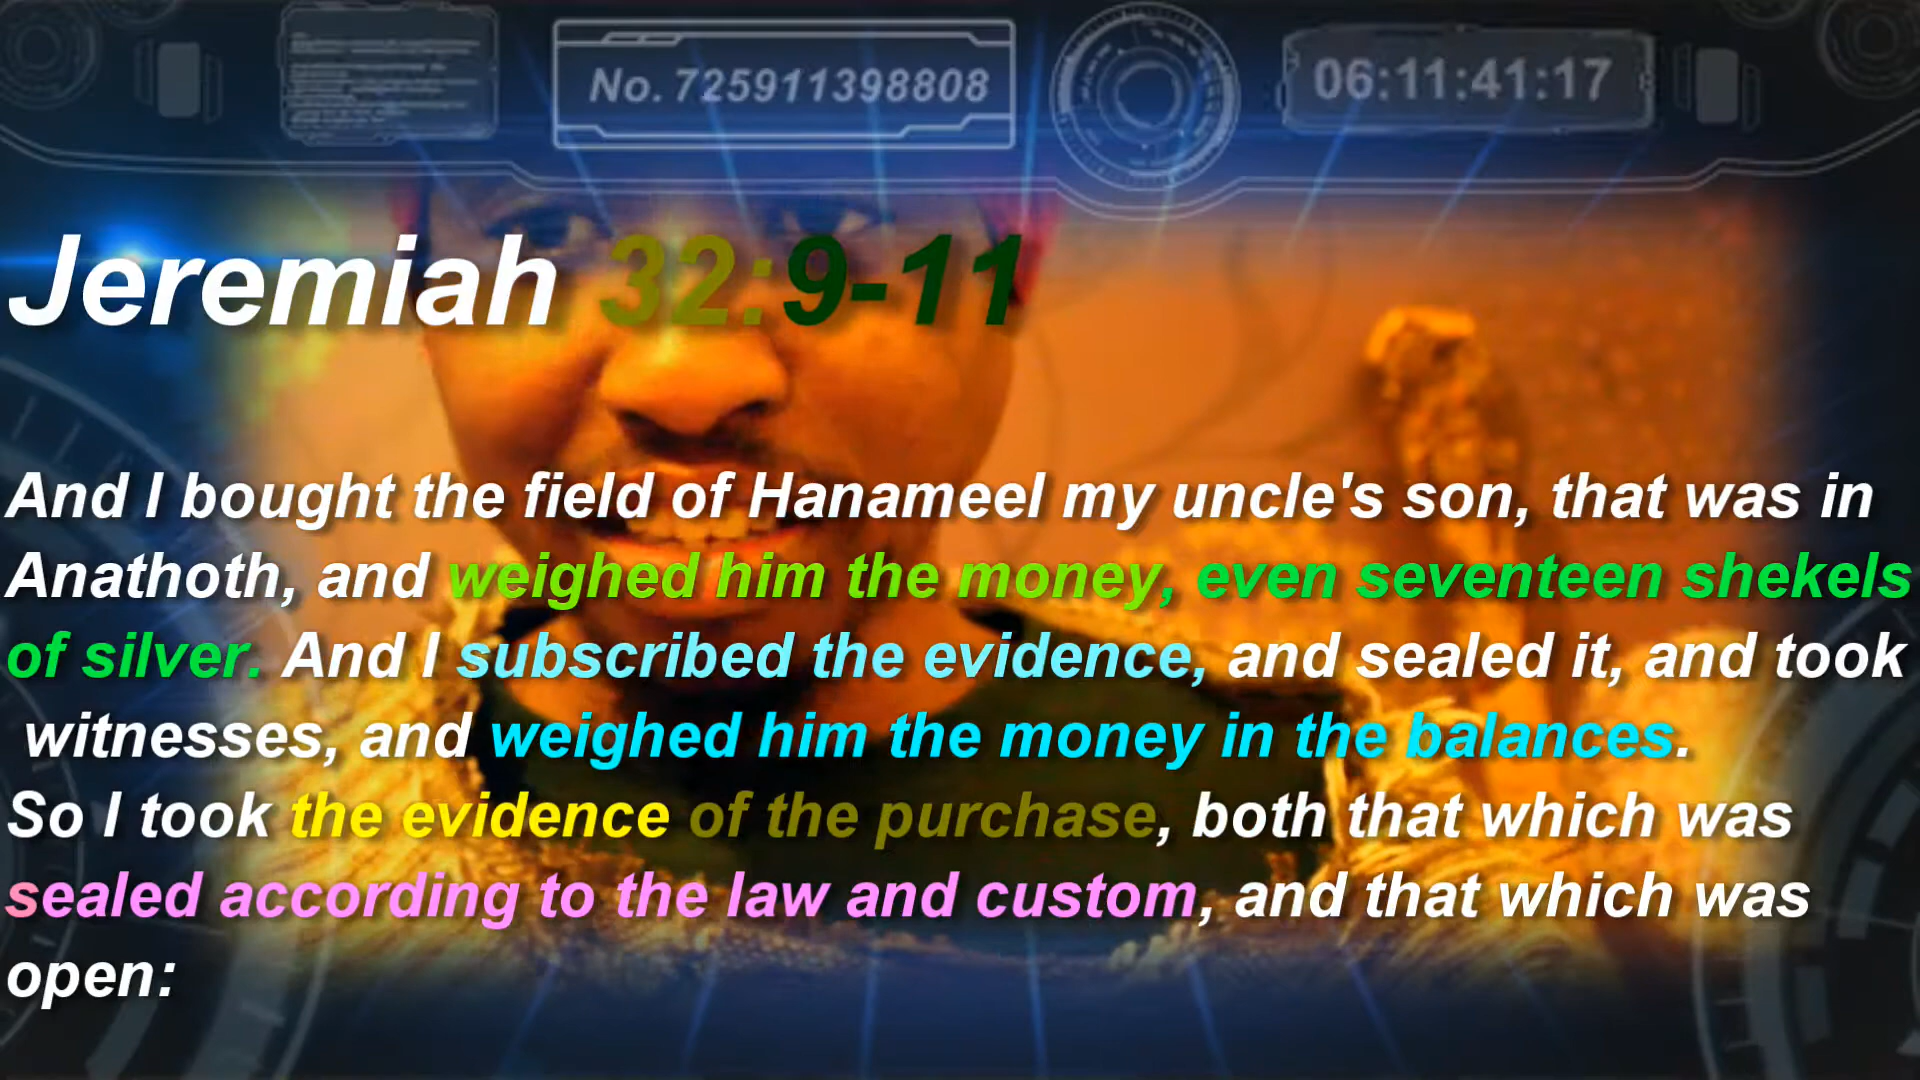 No. 725911398808
06:11:41:17
Jeremiah 32:9-11
And I bought the field of Hanameel my uncle's son, that was in
Anathoth, and weighed him the money, even seventeen shekels
of silver. And I subscribed the evidence, and sealed it, and took
witnesses, and weighed him the money in the balances.
So I took the evidence of the purchase, both that which was
sealed according to the law and custom, and that which was
open: